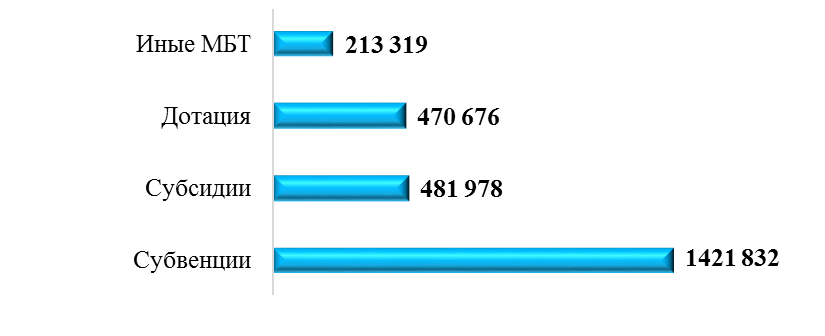 Иные МБТ 213 319
Дотация 470 676
Субсидии 481 978
Субвенции 1421 832